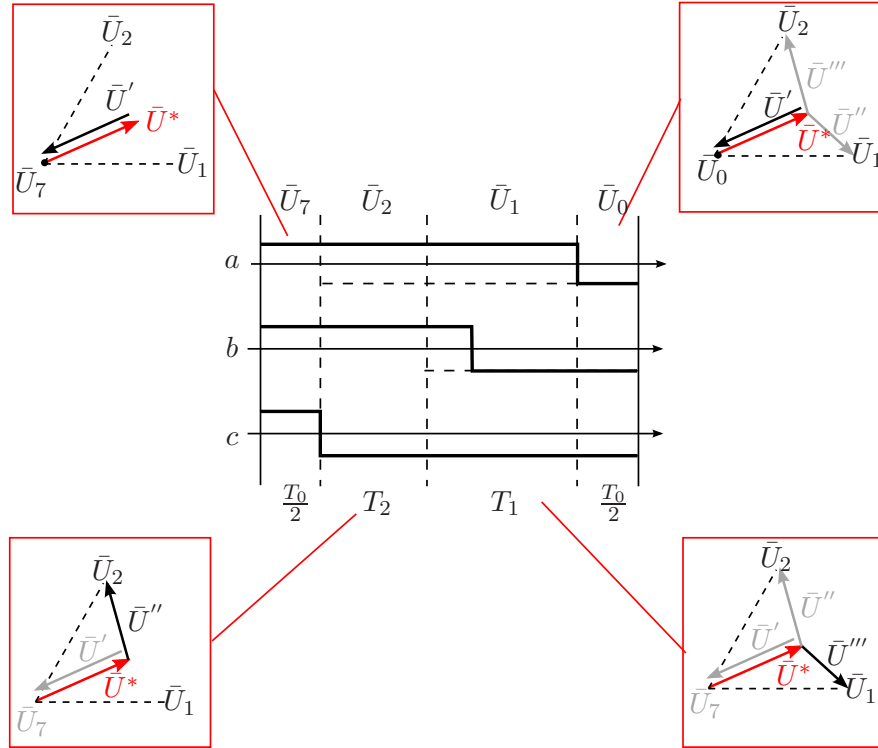 Ū₂
Ū′
Ū*
Ū₁
Ū₇
Ū₂
Ū‴
Ū′
Ū″
Ū*
Ū₁
Ū₀
Ū₇ Ū₂ Ū₁ Ū₀
a
b
c
T₀/2 T₂ T₁ T₀/2
Ū₂
Ū″
Ū′
Ū*
Ū₁
Ū₇
Ū₂
Ū″
Ū′
Ū‴
Ū*
Ū₁
Ū₇